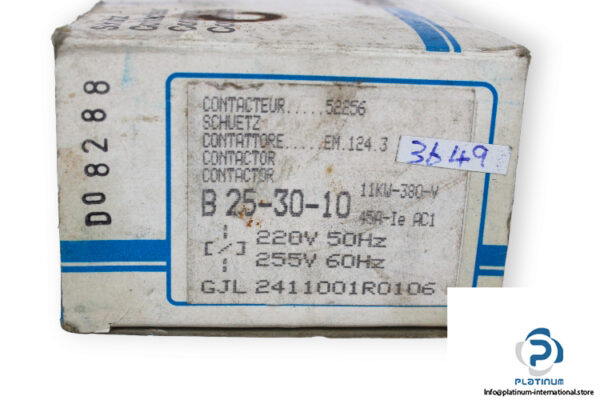 D08288
CONTACTEUR.....52256
SCHUETZ
CONTATTORE.....EM.124.3
CONTACTOR
CONTACTOR
3649
B 25-30-10
11KW-380-V
45A-Ie AC1
220V 50Hz
255V 60Hz
GJL 2411001R0106
PLATINUM
Info@platinum-international.store